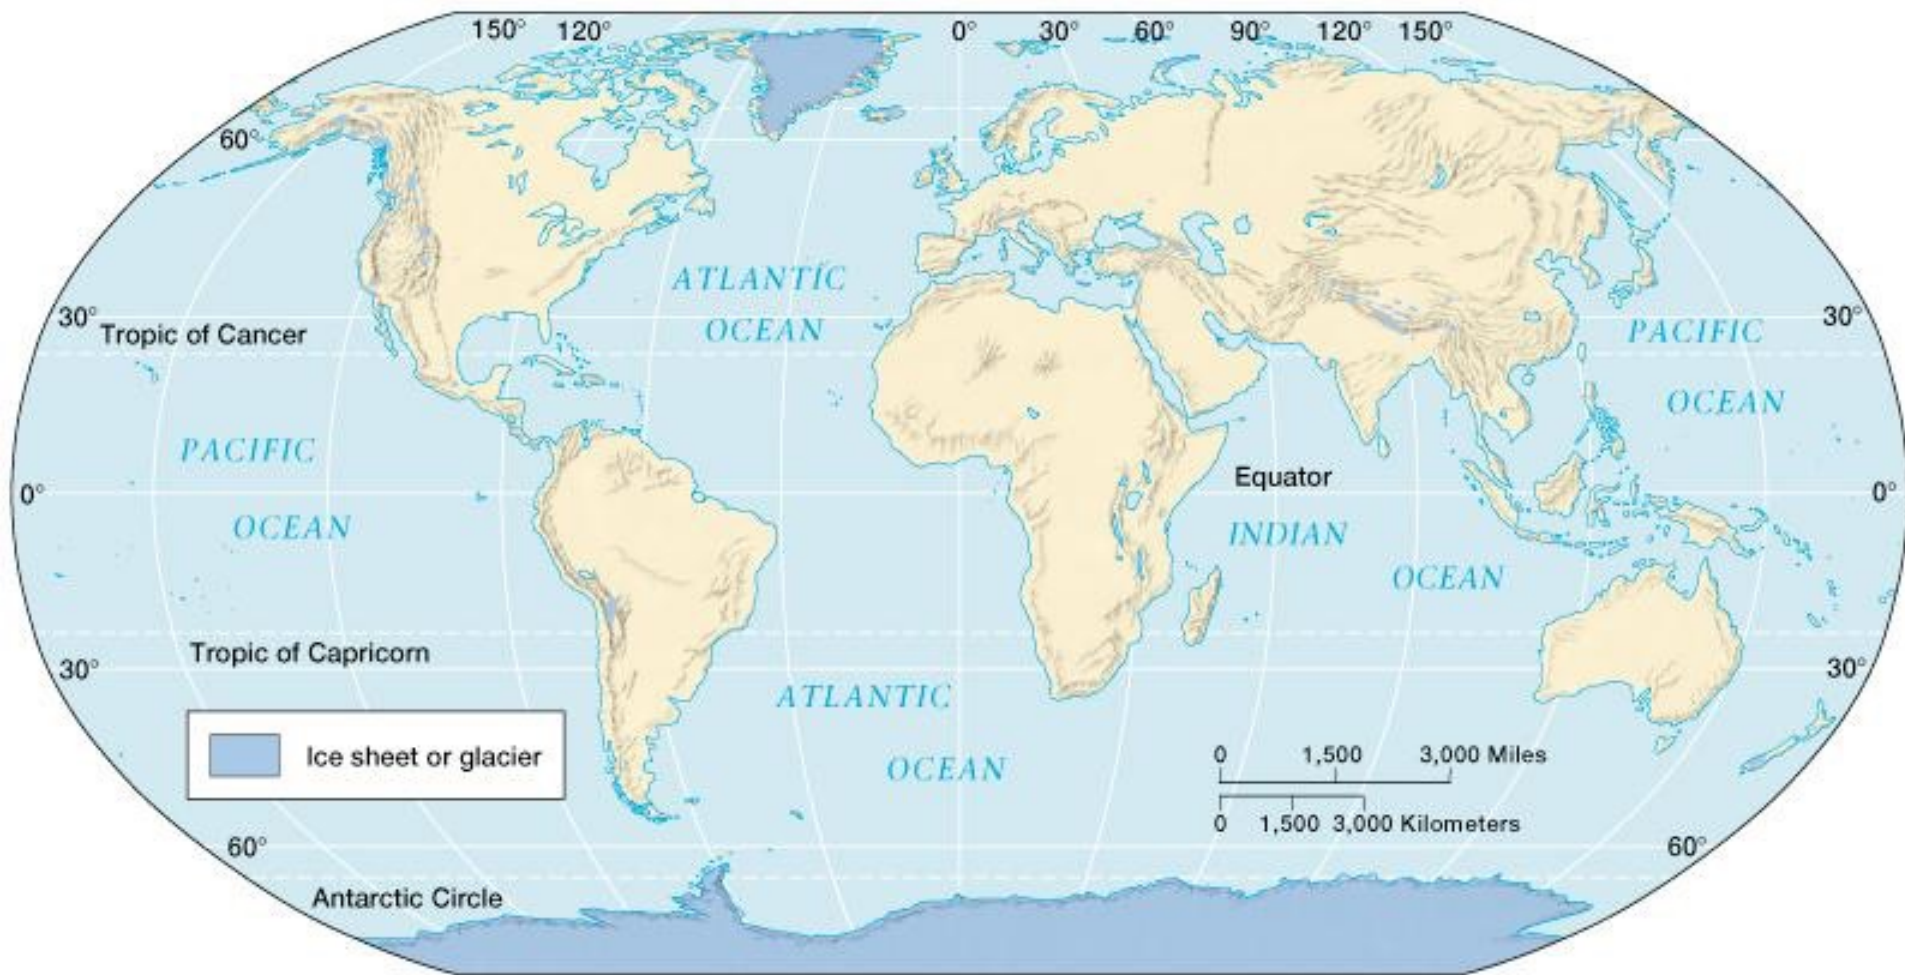 150° 120° 0° 30° 60° 90° 120° 150°
60°
ATLANTIC
OCEAN
30° 30°
Tropic of Cancer
PACIFIC
OCEAN
PACIFIC
OCEAN
Equator
0° 0°
INDIAN
OCEAN
Tropic of Capricorn
30° 30°
ATLANTIC
OCEAN
Ice sheet or glacier
0 1,500 3,000 Miles
0 1,500 3,000 Kilometers
60° 60°
Antarctic Circle